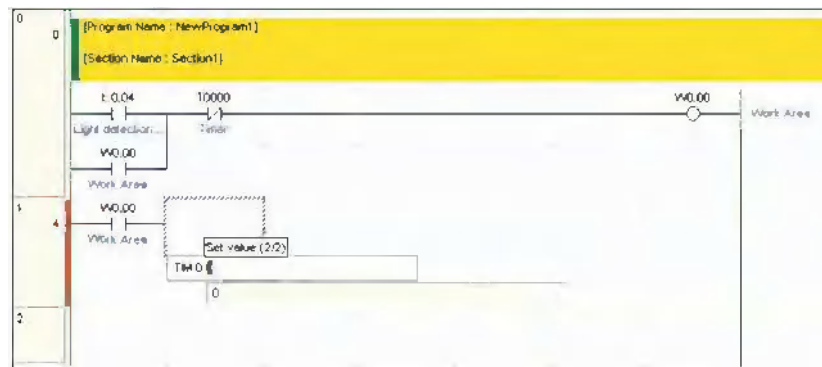 0
0
[Program Name : NewProgram1]
[Section Name : Section1]
I: 0.04 T0000 W0.00
Work Area
Light detection... Timer
W0.00
Work Area
1
4
W0.00
Work Area
Set value (2/2)
TIM 0
0
2